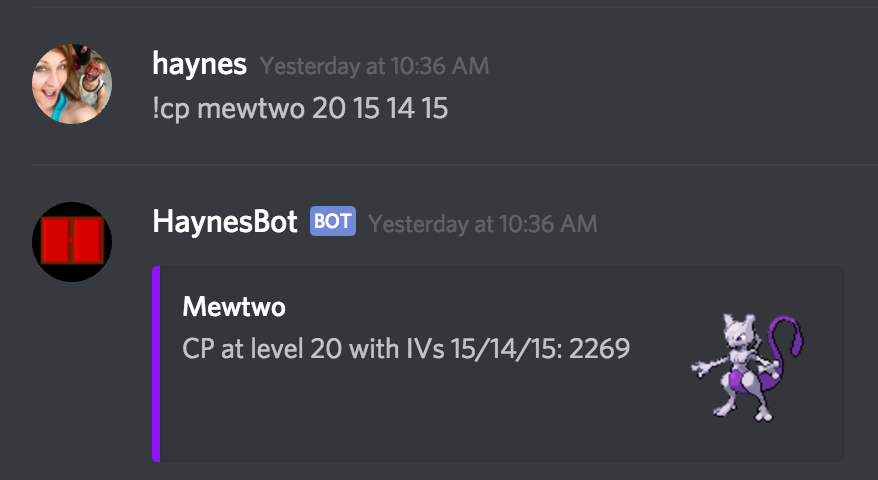 haynes Yesterday at 10:36 AM
!cp mewtwo 20 15 14 15
HaynesBot BOT Yesterday at 10:36 AM
Mewtwo
CP at level 20 with IVs 15/14/15: 2269